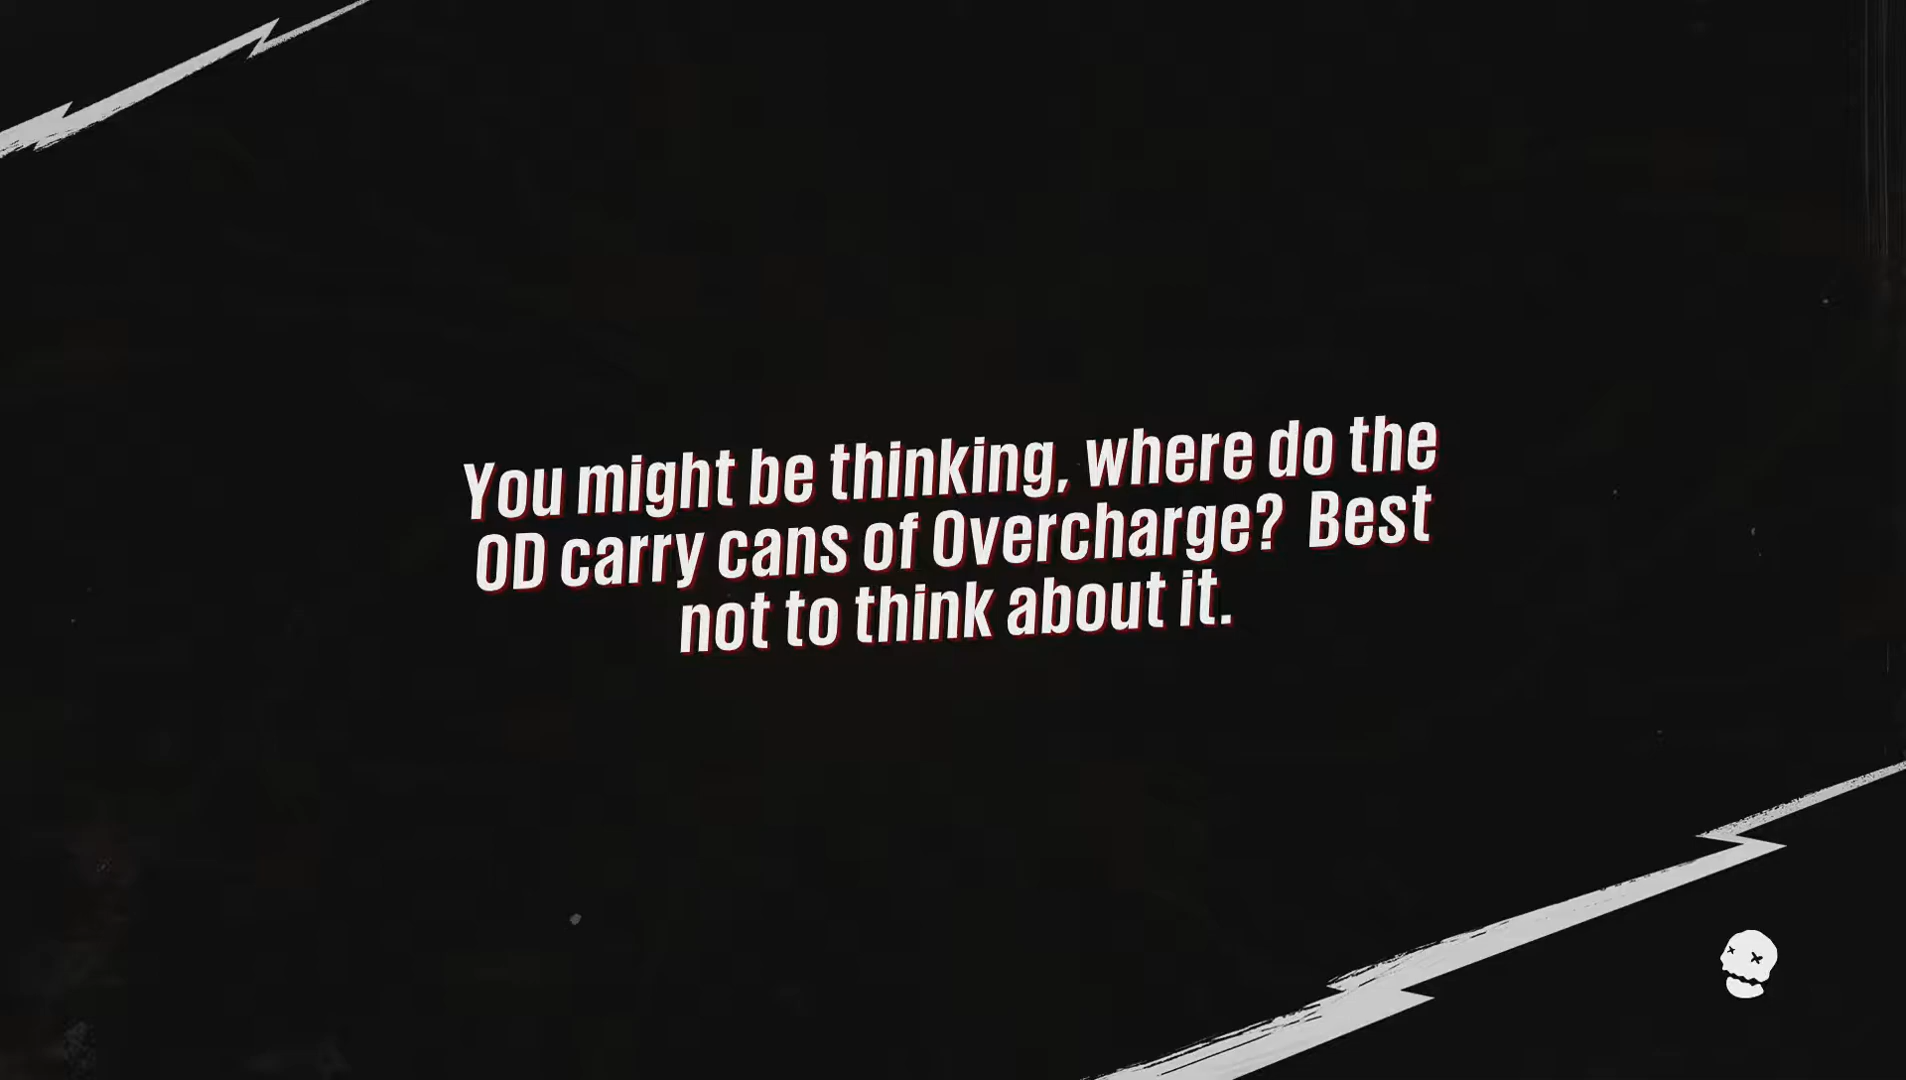 You might be thinking, where do the
OD carry cans of Overcharge? Best
not to think about it.